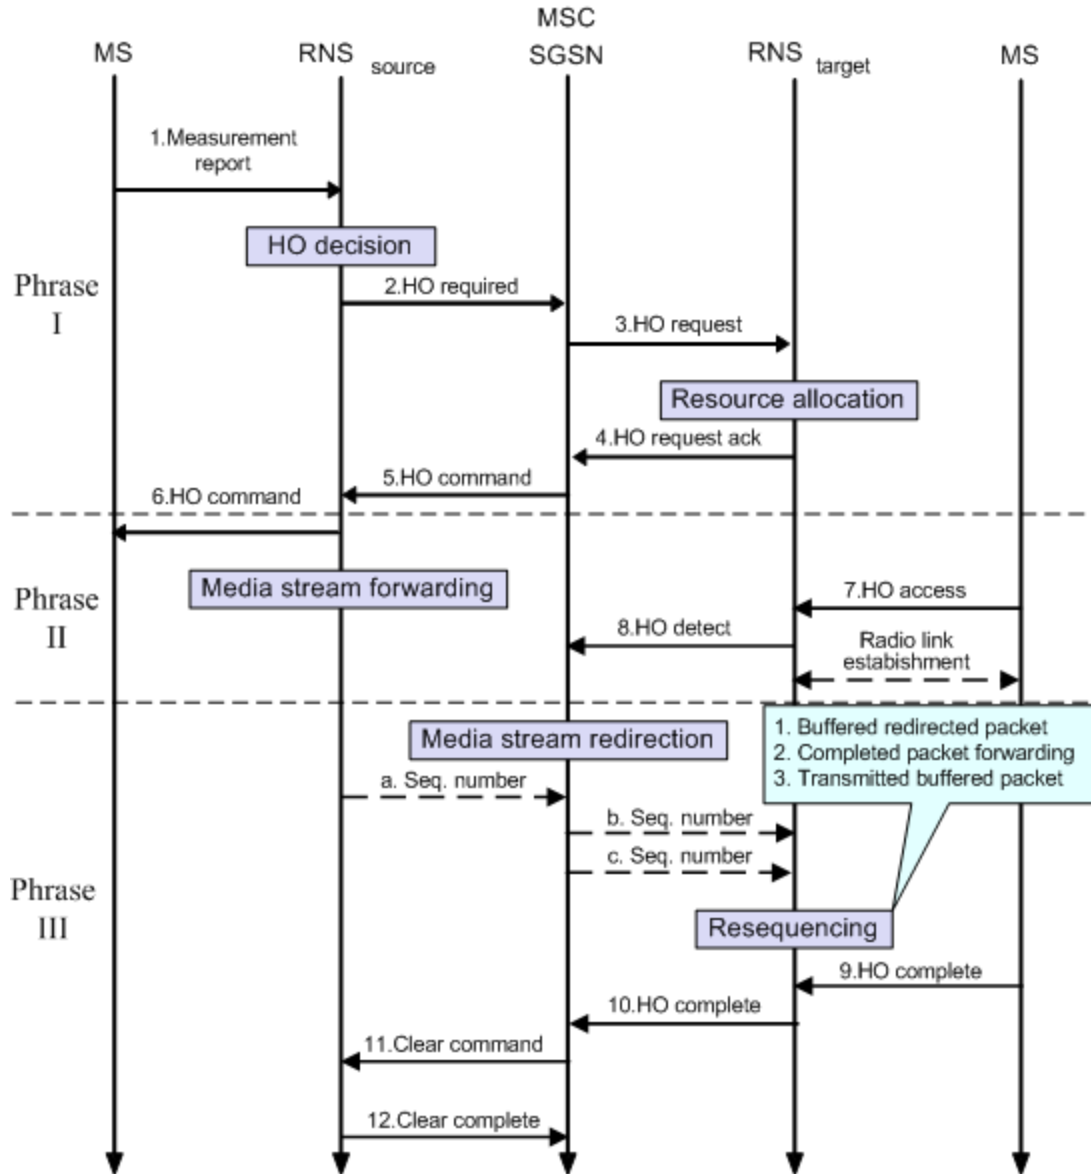 MSC
MS
RNS source
SGSN
RNS target
MS
1.Measurement
report
HO decision
Phrase
I
2.HO required
3.HO request
Resource allocation
4.HO request ack
5.HO command
6.HO command
Media stream forwarding
Phrase
II
7.HO access
8.HO detect
Radio link
estabishment
Media stream redirection
1. Buffered redirected packet
2. Completed packet forwarding
3. Transmitted buffered packet
a. Seq. number
b. Seq. number
c. Seq. number
Phrase
III
Resequencing
9.HO complete
10.HO complete
11.Clear command
12.Clear complete